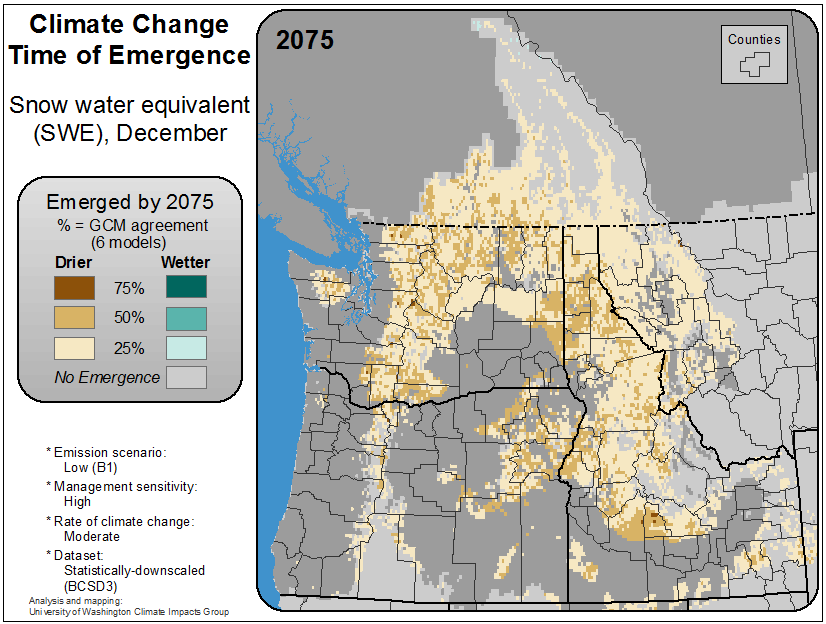 Climate Change
Time of Emergence
Snow water equivalent
(SWE), December
Emerged by 2075
% = GCM agreement
(6 models)
Drier Wetter
75%
50%
25%
No Emergence
* Emission scenario:
Low (B1)
* Management sensitivity:
High
* Rate of climate change:
Moderate
* Dataset:
Statistically-downscaled
(BCSD3)
Analysis and mapping:
University of Washington Climate Impacts Group
2075
Counties